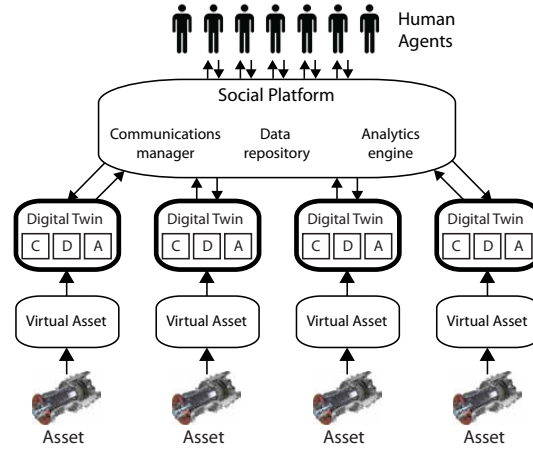 Human
Agents
Social Platform
Communications
manager
Data
repository
Analytics
engine
Digital Twin
C D A
Digital Twin
C D A
Digital Twin
C D A
Digital Twin
C D A
Virtual Asset
Virtual Asset
Virtual Asset
Virtual Asset
Asset
Asset
Asset
Asset